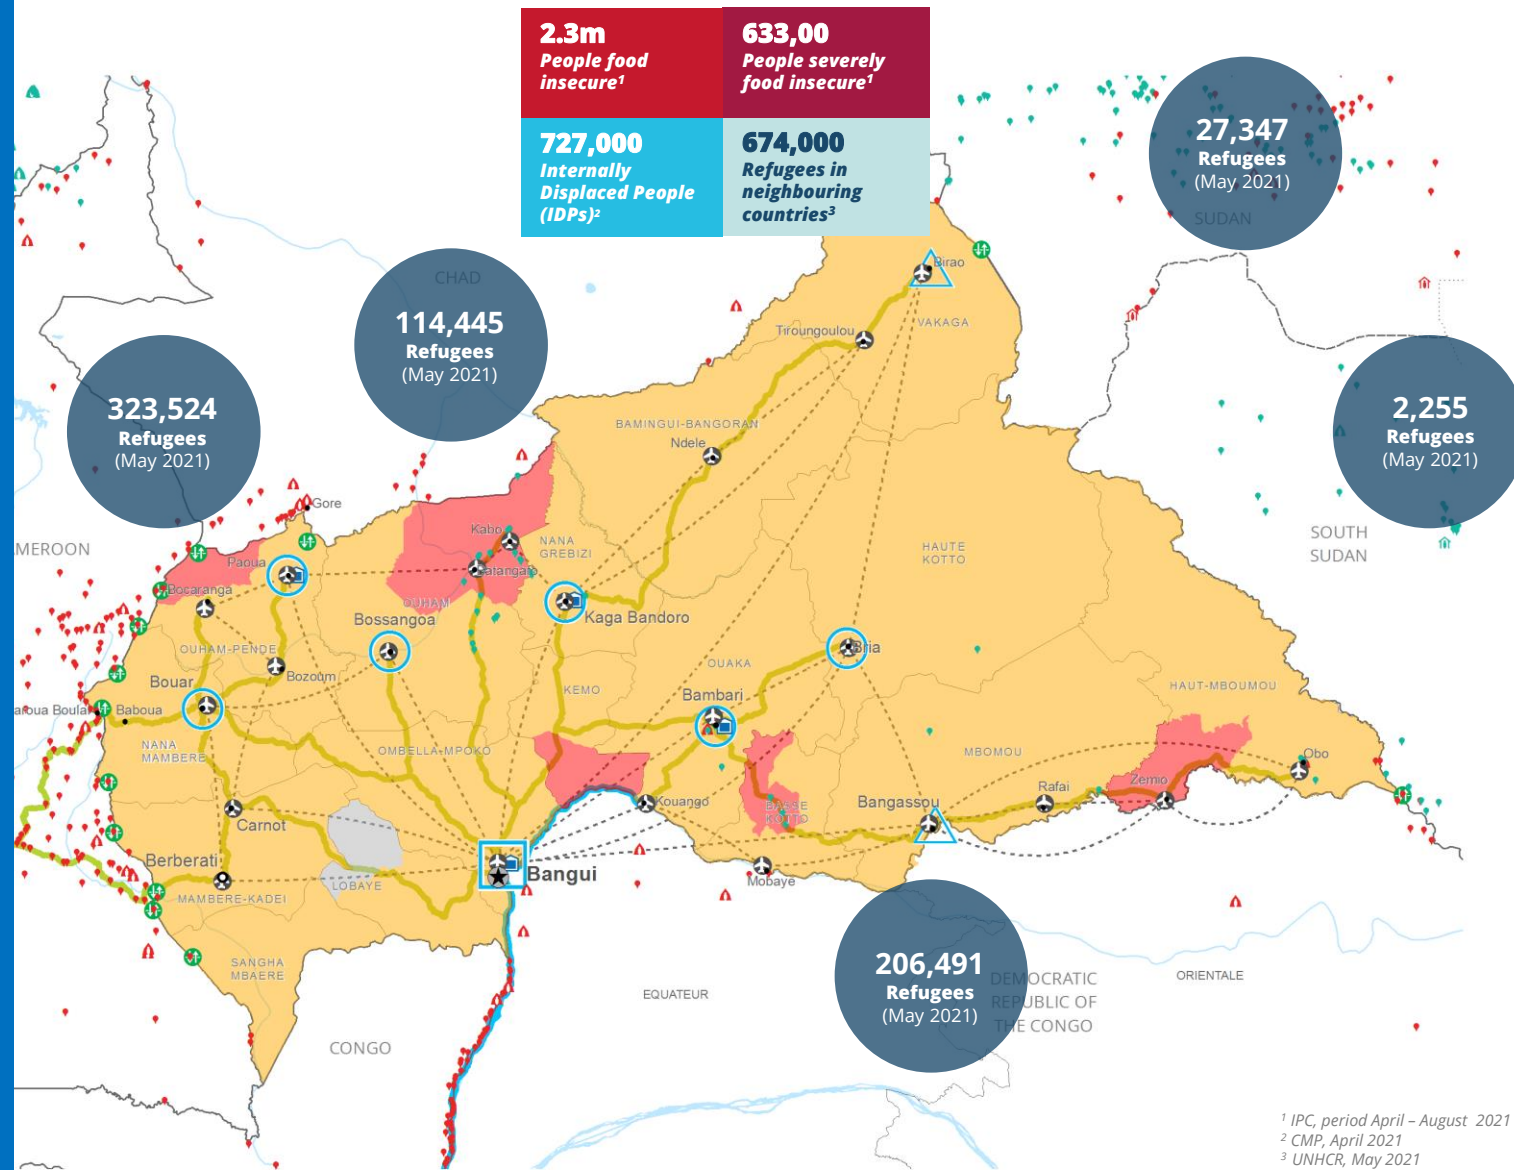 2.3m
People food
insecure¹
633,00
People severely
food insecure¹
727,000
Internally
Displaced People
(IDPs)²
674,000
Refugees in
neighbouring
countries³
27,347
Refugees
(May 2021)
SUDAN
CHAD
114,445
Refugees
(May 2021)
323,524
Refugees
(May 2021)
2,255
Refugees
(May 2021)
Birao
VAKAGA
Tiroungoulou
BAMINGUI-BANGORAN
Ndele
Gore
MEROON
Kabo
NANA
GREBIZI
HAUTE
KOTTO
SOUTH
SUDAN
Paoua
Batangafo
Bocaranga
OUHAM
Bossangoa
Kaga Bandoro
OUHAM-PENDE
Bria
OUAKA
Bozoum
Bouar
KEMO
Bambari
HAUT-MBOUMOU
aroua Boulai
Baboua
NANA
MAMBERE
OMBELLA-MPOKO
MBOMOU
Obo
Zemio
Rafai
Kouango
BASSE
KOTTO
Bangassou
Carnot
Berberati
Bangui
LOBAYE
Mobaye
MAMBERE-KADEI
SANGHA
MBAERE
206,491
Refugees
(May 2021)
EQUATEUR
DEMOCRATIC
REPUBLIC OF
THE CONGO
ORIENTALE
CONGO
¹ IPC, period April – August 2021
² CMP, April 2021
³ UNHCR, May 2021